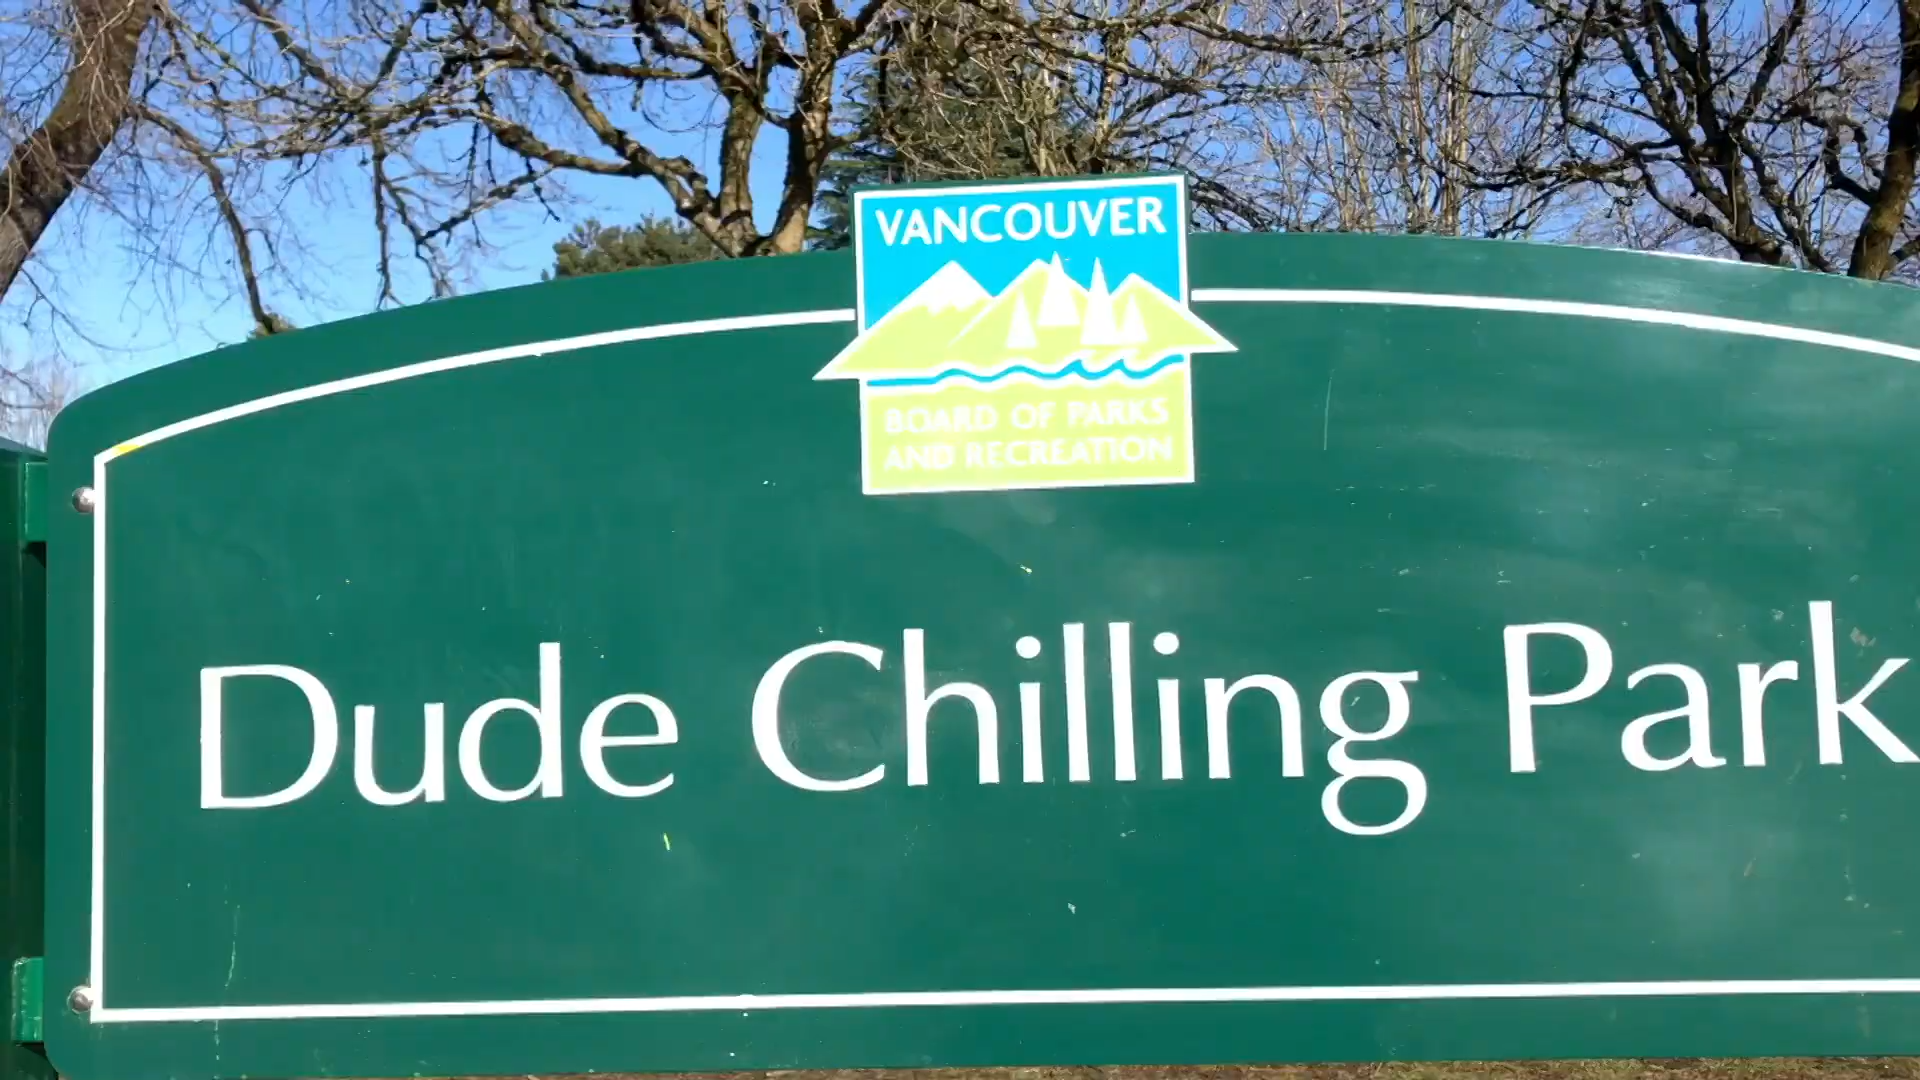 VANCOUVER
BOARD OF PARKS
AND RECREATION
Dude Chilling Park